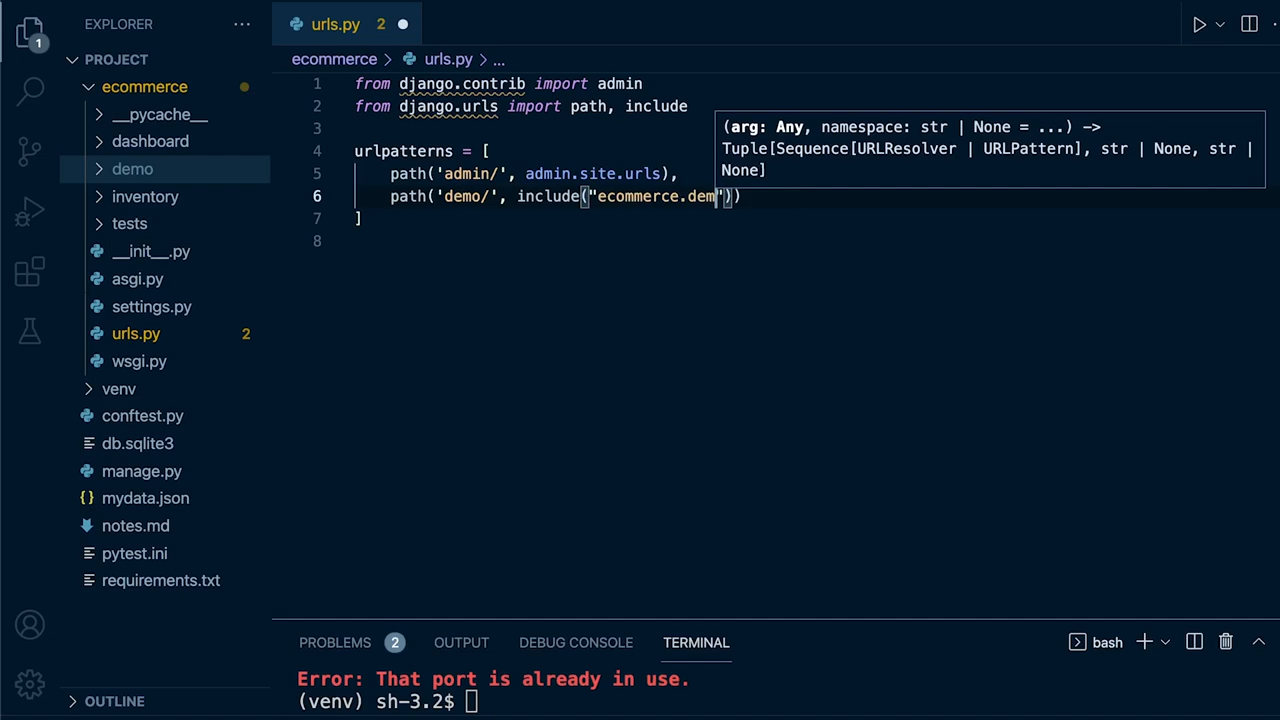 1
EXPLORER ...
PROJECT
ecommerce
__pycache__
dashboard
demo
inventory
tests
__init__.py
asgi.py
settings.py
urls.py 2
wsgi.py
venv
conftest.py
db.sqlite3
manage.py
mydata.json
notes.md
pytest.ini
requirements.txt
OUTLINE
urls.py 2
ecommerce > urls.py > ...
1 from django.contrib import admin
2 from django.urls import path, include
3
4 urlpatterns = [
5 path('admin/', admin.site.urls),
6 path('demo/', include("ecommerce.dem"))
7 ]
8
(arg: Any, namespace: str | None = ...) ->
Tuple[Sequence[URLResolver | URLPattern], str | None, str |
None]
PROBLEMS 2 OUTPUT DEBUG CONSOLE TERMINAL bash
Error: That port is already in use.
(venv) sh-3.2$